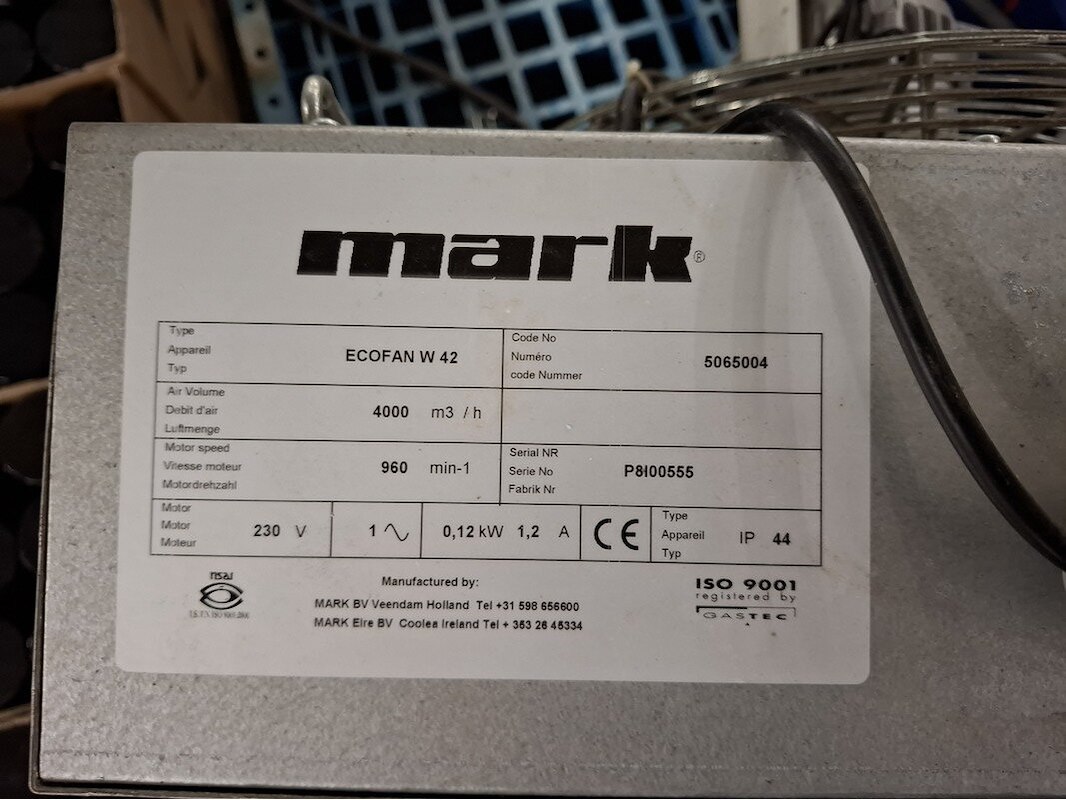 mark®
Type
Appareil
Typ
ECOFAN W 42
Code No
Numéro
code Nummer
5065004
Air Volume
Debit d'air
Luftmenge
4000 m3 / h
Motor speed
Vitesse moteur
Motordrehzahl
960 min-1
Serial NR
Serie No
Fabrik Nr
P8I00555
Motor
Motor
Moteur
230 V
1
0,12 kW 1,2 A
CE
Type
Appareil
Typ
IP 44
nsai
Manufactured by:
MARK BV Veendam Holland Tel +31 598 656600
MARK Eire BV Coolea Ireland Tel + 353 26 45334
ISO 9001
registered by
GASTEC